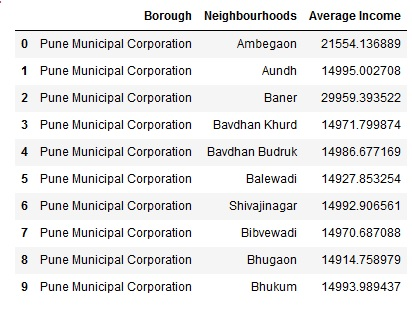 Borough Neighbourhoods Average Income
0 Pune Municipal Corporation Ambegaon 21554.136889
1 Pune Municipal Corporation Aundh 14995.002708
2 Pune Municipal Corporation Baner 29959.393522
3 Pune Municipal Corporation Bavdhan Khurd 14971.799874
4 Pune Municipal Corporation Bavdhan Budruk 14986.677169
5 Pune Municipal Corporation Balewadi 14927.853254
6 Pune Municipal Corporation Shivajinagar 14992.906561
7 Pune Municipal Corporation Bibvewadi 14970.687088
8 Pune Municipal Corporation Bhugaon 14914.758979
9 Pune Municipal Corporation Bhukum 14993.989437